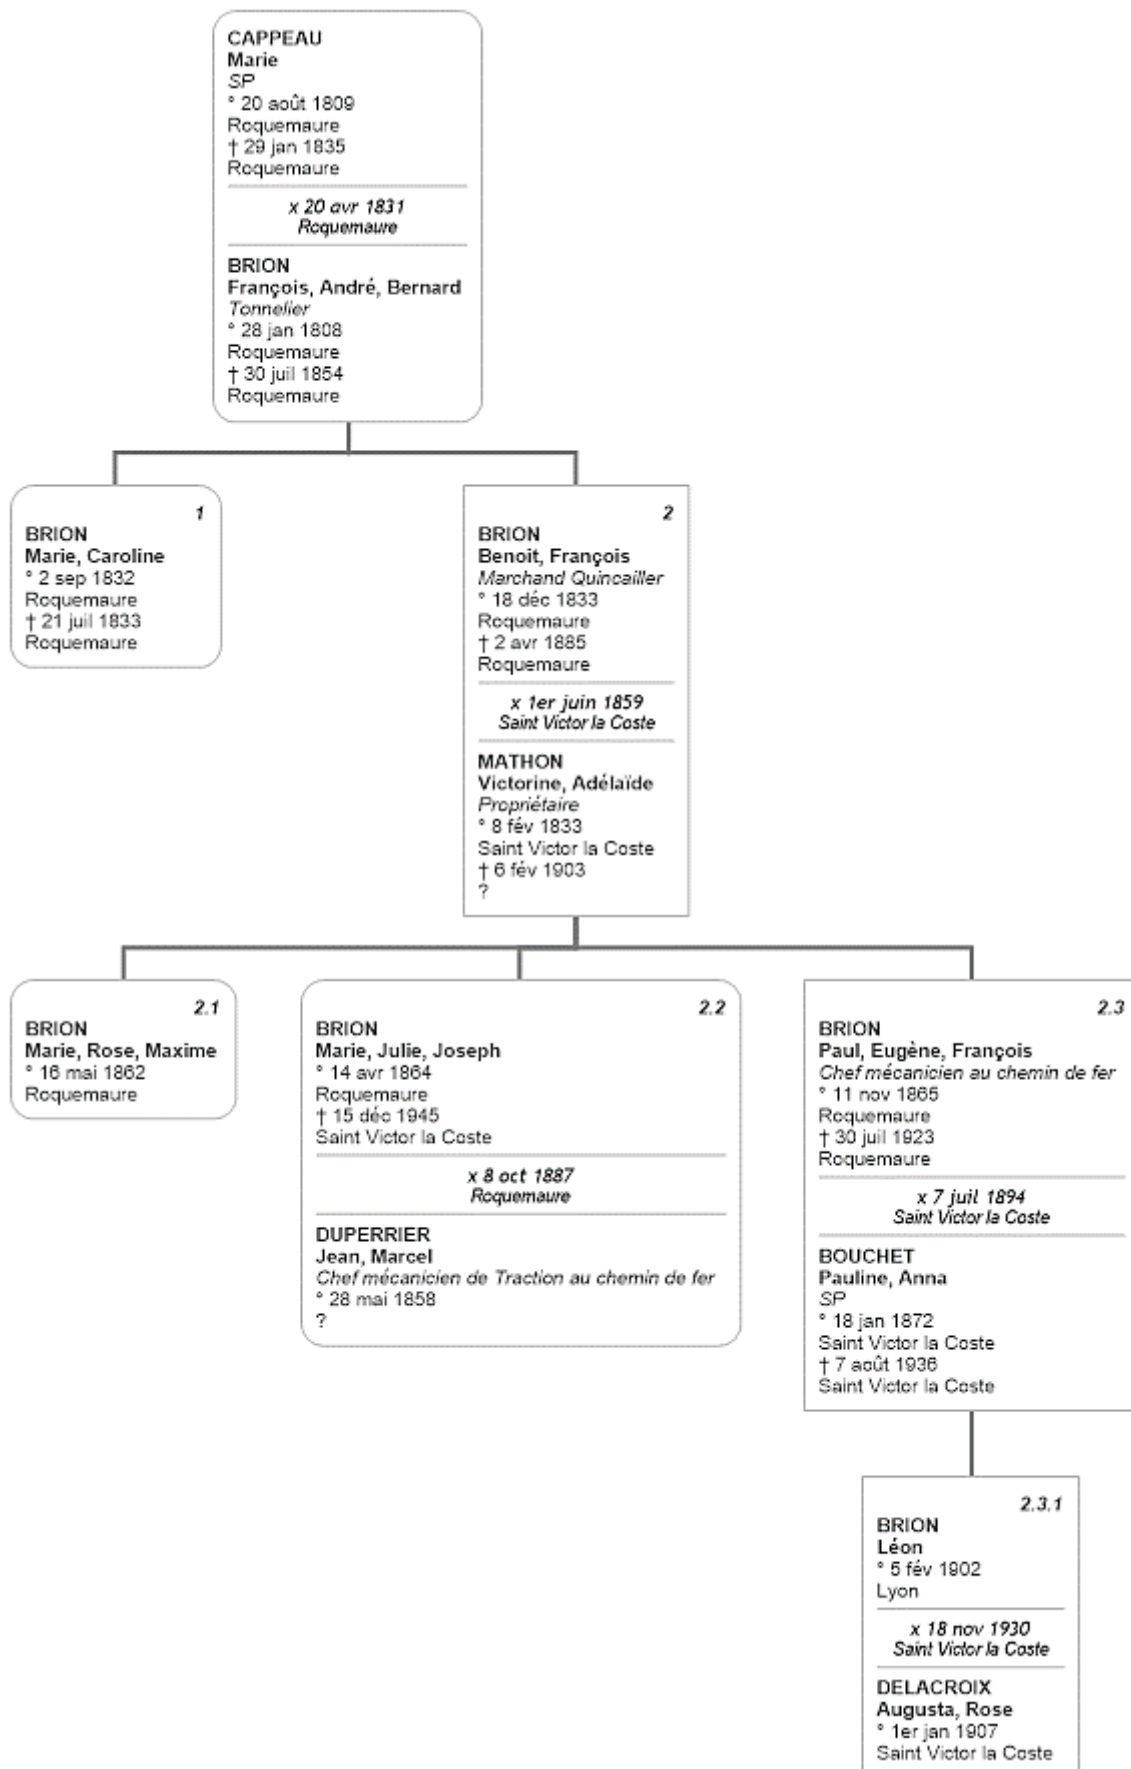 CAPPEAU
Marie
SP
° 20 août 1809
Roquemaure
† 29 jan 1835
Roquemaure
x 20 avr 1831
Roquemaure
BRION
François, André, Bernard
Tonnelier
° 28 jan 1808
Roquemaure
† 30 juil 1854
Roquemaure
1
BRION
Marie, Caroline
° 2 sep 1832
Roquemaure
† 21 juil 1833
Roquemaure
2
BRION
Benoit, François
Marchand Quincailler
° 18 déc 1833
Roquemaure
† 2 avr 1885
Roquemaure
x 1er juin 1859
Saint Victor la Coste
MATHON
Victorine, Adélaïde
Propriétaire
° 8 fév 1833
Saint Victor la Coste
† 6 fév 1903
?
2.1
BRION
Marie, Rose, Maxime
° 16 mai 1862
Roquemaure
2.2
BRION
Marie, Julie, Joseph
° 14 avr 1864
Roquemaure
† 15 déc 1945
Saint Victor la Coste
x 8 oct 1887
Roquemaure
DUPERRIER
Jean, Marcel
Chef mécanicien de Traction au chemin de fer
° 28 mai 1858
?
2.3
BRION
Paul, Eugène, François
Chef mécanicien au chemin de fer
° 11 nov 1865
Roquemaure
† 30 juil 1923
Roquemaure
x 7 juil 1894
Saint Victor la Coste
BOUCHET
Pauline, Anna
SP
° 18 jan 1872
Saint Victor la Coste
† 7 août 1936
Saint Victor la Coste
2.3.1
BRION
Léon
° 5 fév 1902
Lyon
x 18 nov 1930
Saint Victor la Coste
DELACROIX
Augusta, Rose
° 1er jan 1907
Saint Victor la Coste